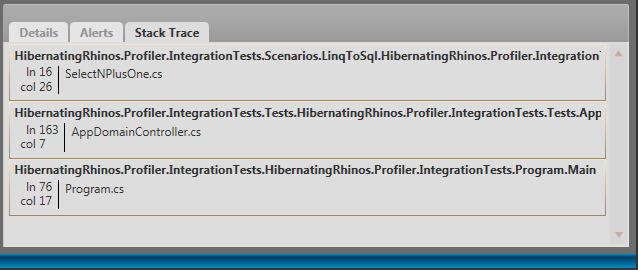 Details Alerts Stack Trace
HibernatingRhinos.Profiler.IntegrationTests.Scenarios.LinqToSql.HibernatingRhinos.Profiler.Integration
ln 16 SelectNPlusOne.cs
col 26
HibernatingRhinos.Profiler.IntegrationTests.Tests.HibernatingRhinos.Profiler.IntegrationTests.Tests.App
ln 163 AppDomainController.cs
col 7
HibernatingRhinos.Profiler.IntegrationTests.HibernatingRhinos.Profiler.IntegrationTests.Program.Main
ln 76 Program.cs
col 17